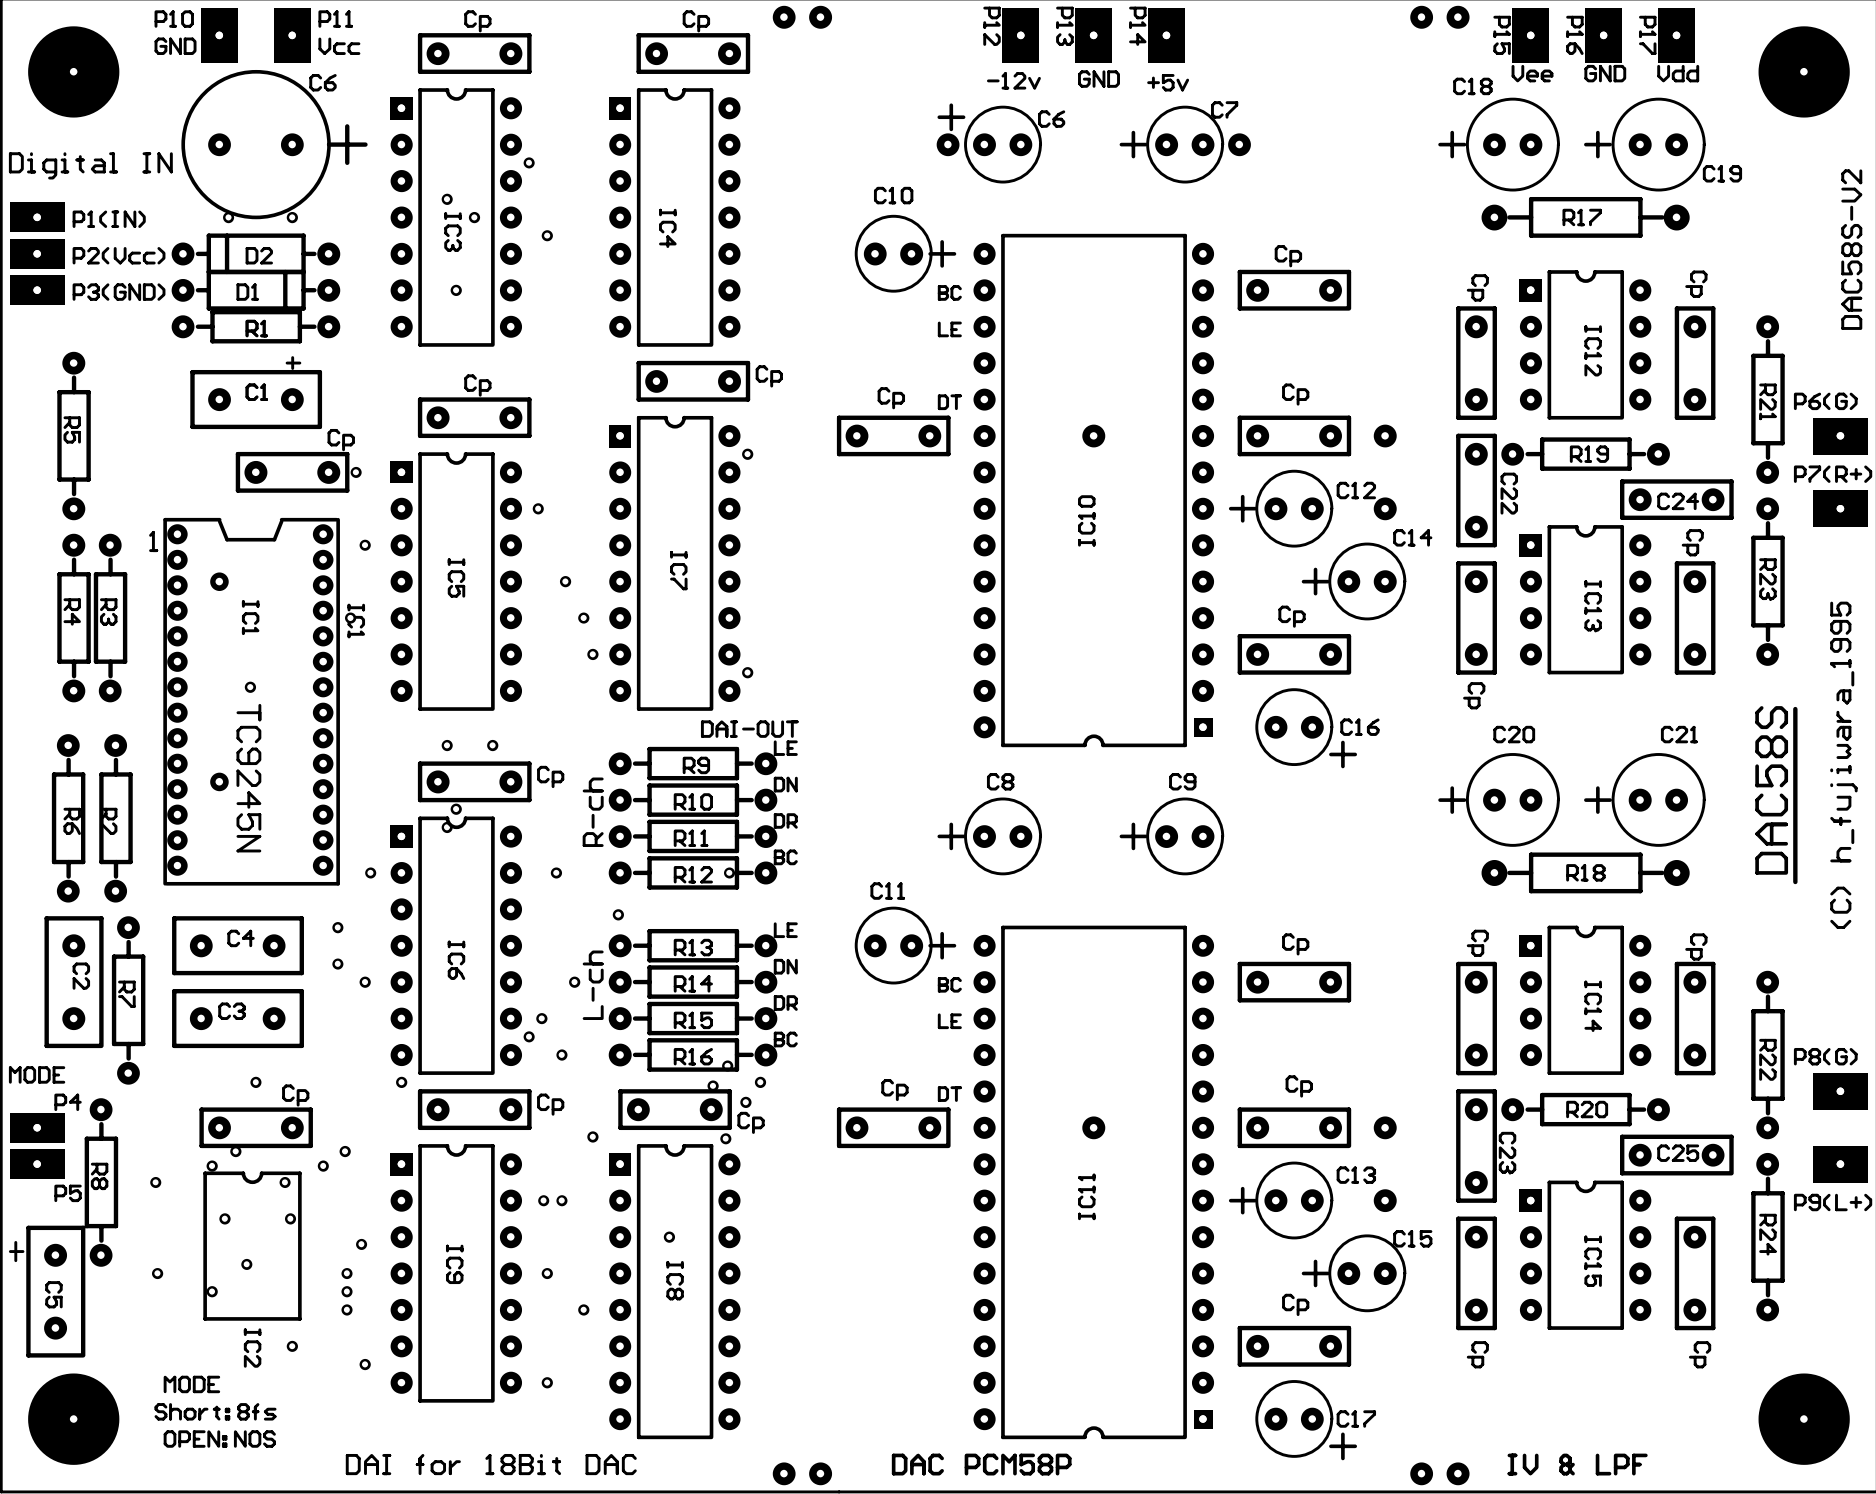 P10
GND
P11
Vcc
C6
Cp
Cp
P12
P13
P14
-12v
GND
+5v
P15
P16
P17
Vee
GND
Vdd
C18
C19
C6
C7
Digital IN
P1(IN)
P2(Vcc)
P3(GND)
D2
D1
R1
+
C1
Cp
IC3
IC4
Cp
Cp
C10
BC
LE
DT
Cp
Cp
Cp
R17
Cp
Cp
IC12
DAC58S-V2
R21
P6(G)
P7(R+)
R5
R4
R3
1
IC1
IC1
TC9245N
IC5
IC7
IC10
C12
C14
Cp
C16
R19
C22
C24
Cp
IC13
Cp
R23
(C) h_fujiwara_1995
DAC58S
DAI-OUT
R-ch
R9
LE
R10
DN
R11
DR
R12
BC
Cp
R6
R2
C8
C9
C20
C21
R18
C2
R7
C4
C3
IC6
L-ch
R13
LE
R14
DN
R15
DR
R16
BC
C11
BC
LE
DT
Cp
Cp
Cp
Cp
Cp
IC14
R22
P8(G)
MODE
P4
P5
R8
Cp
Cp
Cp
IC11
C13
C15
Cp
C17
R20
C23
C25
P9(L+)
IC15
R24
Cp
Cp
+
C5
IC2
IC9
IC8
MODE
Short:8fs
OPEN:NOS
DAI for 18Bit DAC
DAC PCM58P
IV & LPF